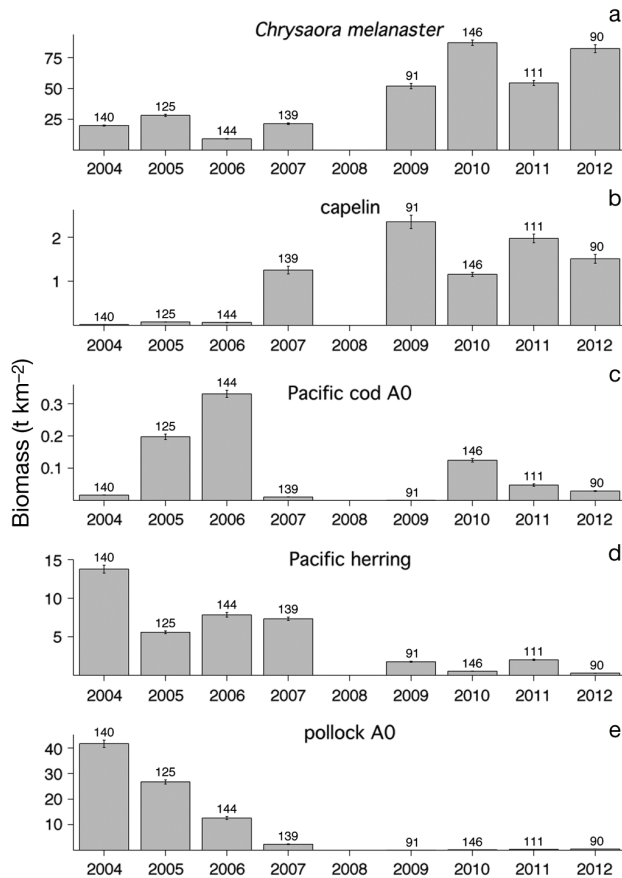 a
Chrysaora melanaster
75
50
25
140 125 144 139 91 146 111 90
2004 2005 2006 2007 2008 2009 2010 2011 2012
b
capelin
2
1
140 125 144 139 91 146 111 90
2004 2005 2006 2007 2008 2009 2010 2011 2012
Biomass (t km–2)
c
Pacific cod A0
0.3
0.2
0.1
140 125 144 139 91 146 111 90
2004 2005 2006 2007 2008 2009 2010 2011 2012
d
Pacific herring
15
10
5
140 125 144 139 91 146 111 90
2004 2005 2006 2007 2008 2009 2010 2011 2012
e
pollock A0
40
30
20
10
140 125 144 139 91 146 111 90
2004 2005 2006 2007 2008 2009 2010 2011 2012